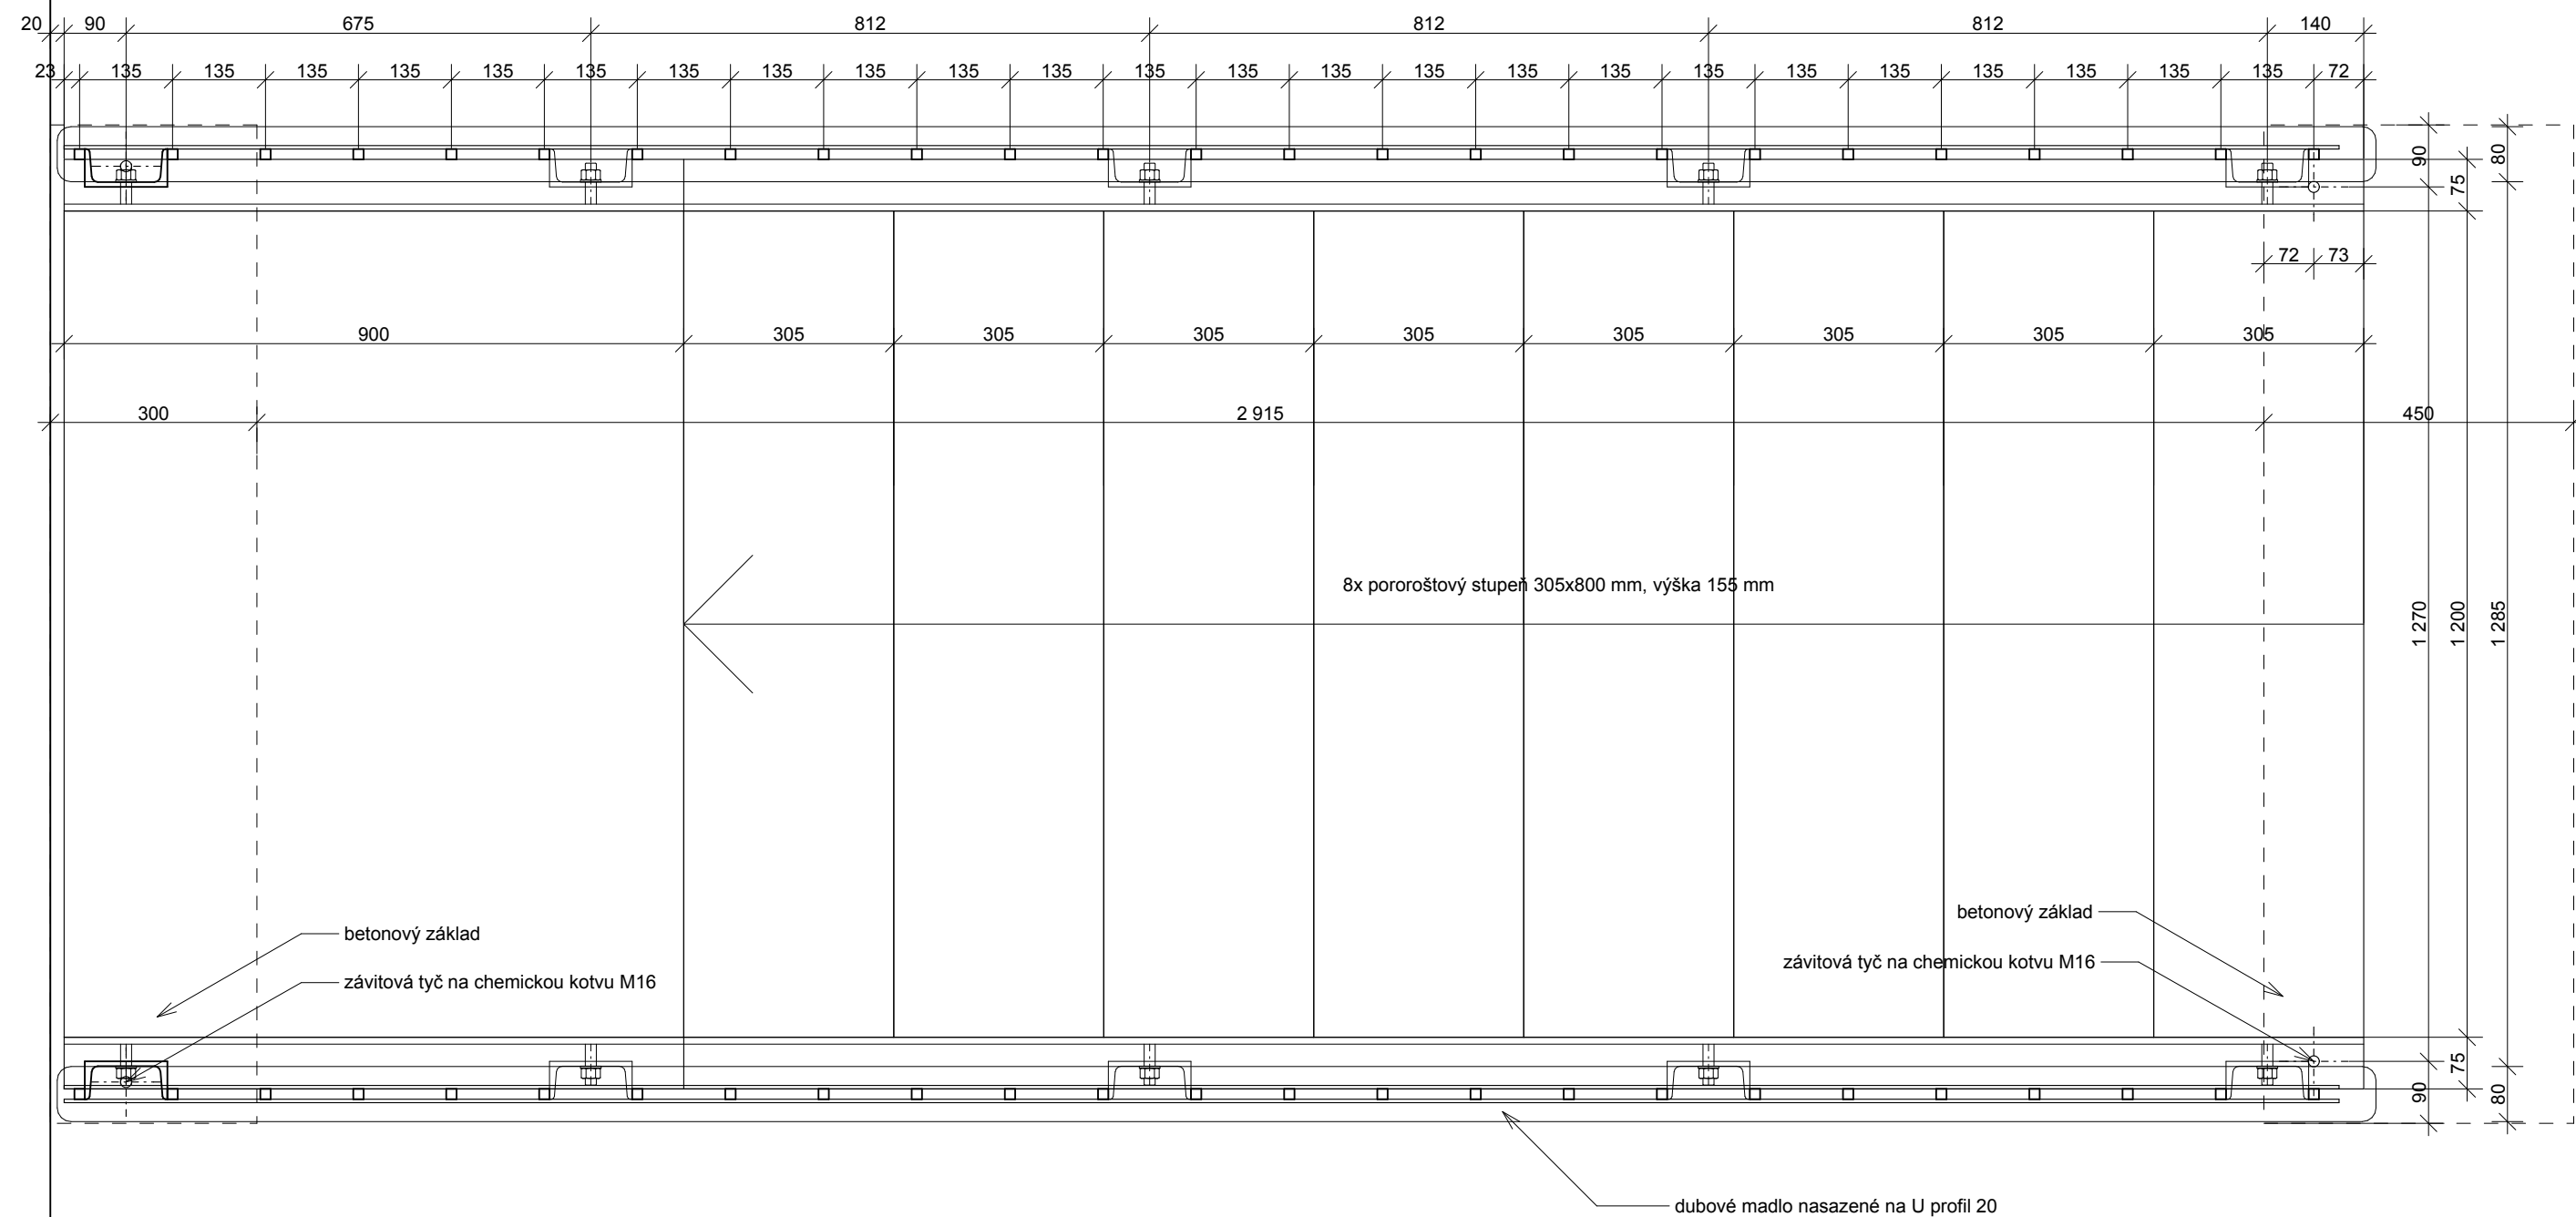 20 90 675 812 812 812 140
23 135 135 135 135 135 135 135 135 135 135 135 135 135 135 135 135 135 135 135 135 135 135 135 135 72
90
80
75
72 73
900 305 305 305 305 305 305 305 305
300 2 915 450
8x pororoštový stupeň 305x800 mm, výška 155 mm
1 270
1 200
1 285
betonový základ
betonový základ
závitová tyč na chemickou kotvu M16
závitová tyč na chemickou kotvu M16
75
90
80
dubové madlo nasazené na U profil 20